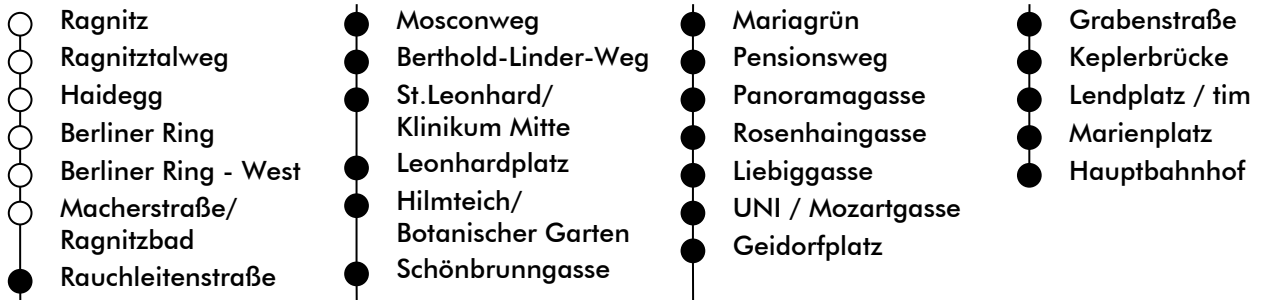 Ragnitz
Ragnitztalweg
Haidegg
Berliner Ring
Berliner Ring - West
Macherstraße/
Ragnitzbad
Rauchleitenstraße
Mosconweg
Berthold-Linder-Weg
St.Leonhard/
Klinikum Mitte
Leonhardplatz
Hilmteich/
Botanischer Garten
Schönbrunngasse
Mariagrün
Pensionsweg
Panoramagasse
Rosenhaingasse
Liebiggasse
UNI / Mozartgasse
Geidorfplatz
Grabenstraße
Keplerbrücke
Lendplatz / tim
Marienplatz
Hauptbahnhof